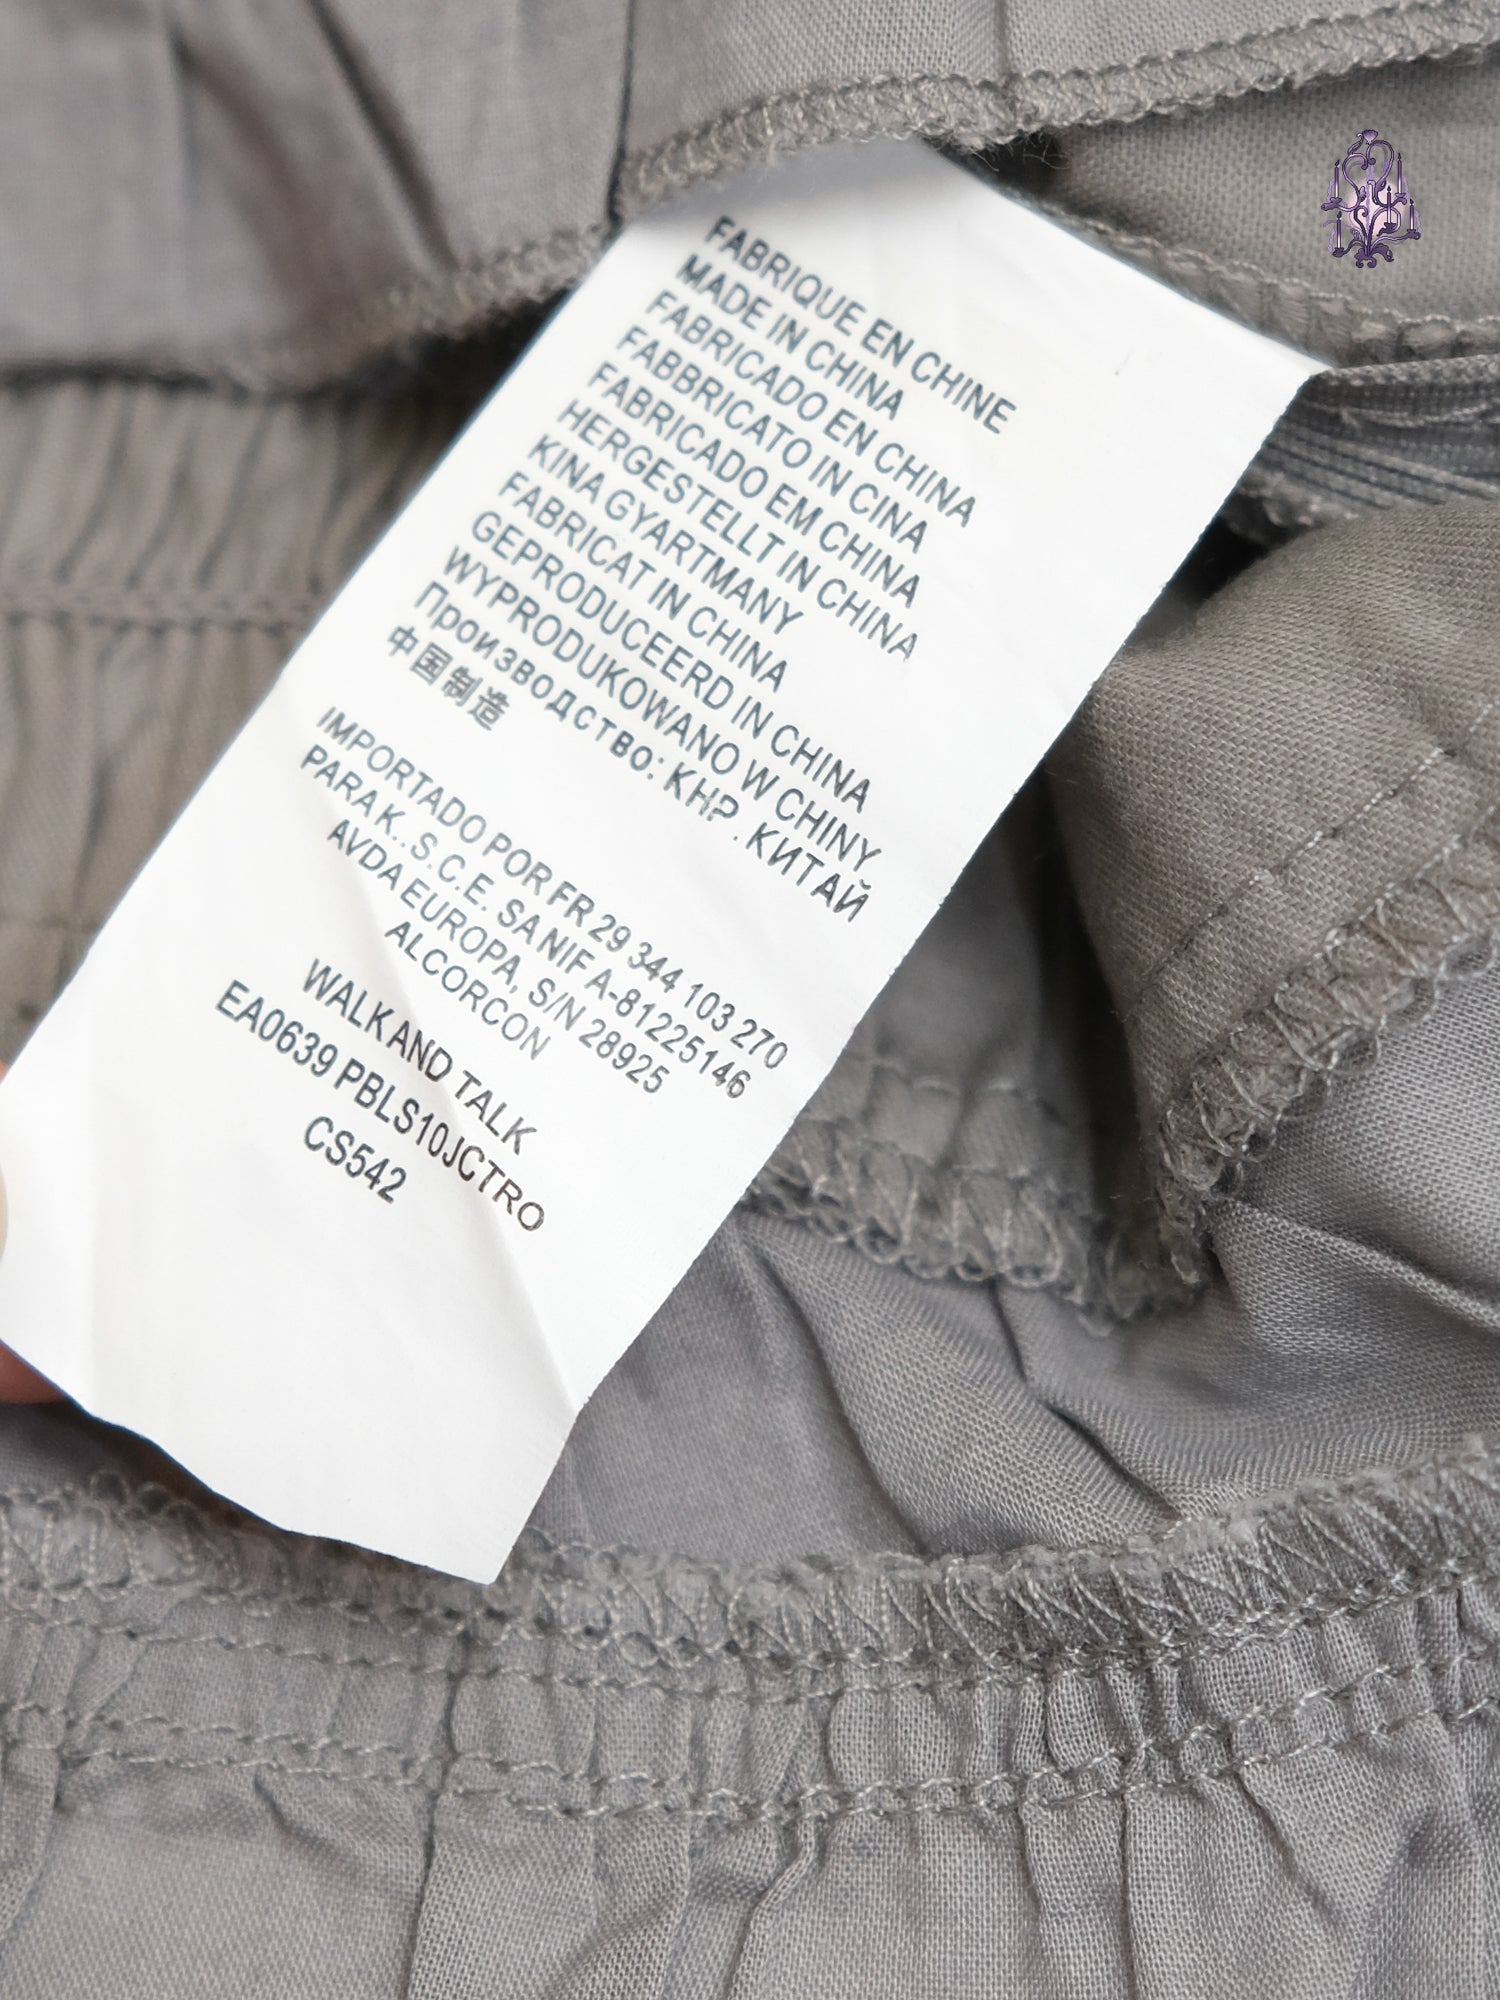 FABRIQUE EN CHINE
MADE IN CHINA
FABRICADO EN CHINA
FABBRICATO IN CINA
FABRICADO EM CHINA
HERGESTELLT IN CHINA
KINA GYARTMANY
FABRICAT IN CHINA
GEPRODUCEERD IN CHINA
WYPRODUKOWANO W CHINY
Производство: КНР . КИТАЙ
中国制造
IMPORTADO POR FR 29 344 103 270
PARA K..S.C.E. SA NIF A-81225146
AVDA EUROPA, S/N 28925
ALCORCON
WALK AND TALK
EA0639 PBLS10JCTRO
CS542